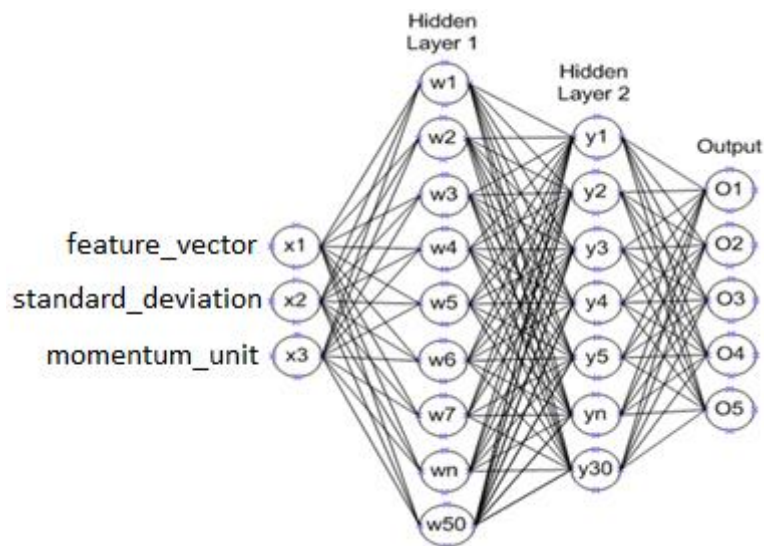 Hidden
Layer 1
Hidden
Layer 2
Output
feature_vector
standard_deviation
momentum_unit
x1
x2
x3
w1
w2
w3
w4
w5
w6
w7
wn
w50
y1
y2
y3
y4
y5
yn
y30
O1
O2
O3
O4
O5